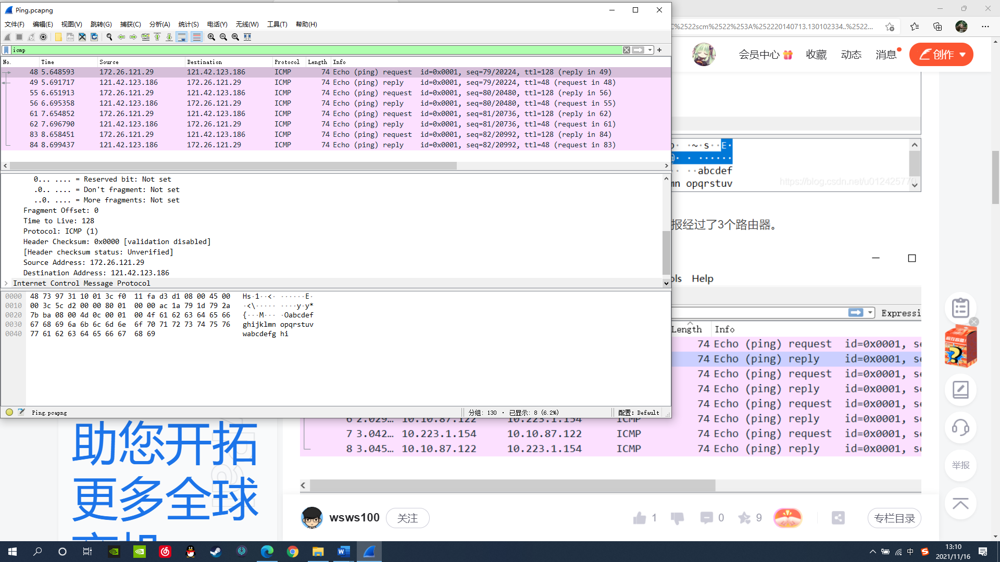 Ping.pcapng
文件(F) 编辑(E) 视图(V) 跳转(G) 捕获(C) 分析(A) 统计(S) 电话(Y) 无线(W) 工具(T) 帮助(H)
icmp
No. Time Source Destination Protocol Length Info
48 5.648593 172.26.121.29 121.42.123.186 ICMP 74 Echo (ping) request id=0x0001, seq=79/20224, ttl=128 (reply in 49)
49 5.691717 121.42.123.186 172.26.121.29 ICMP 74 Echo (ping) reply id=0x0001, seq=79/20224, ttl=48 (request in 48)
55 6.651913 172.26.121.29 121.42.123.186 ICMP 74 Echo (ping) request id=0x0001, seq=80/20480, ttl=128 (reply in 56)
56 6.695358 121.42.123.186 172.26.121.29 ICMP 74 Echo (ping) reply id=0x0001, seq=80/20480, ttl=48 (request in 55)
61 7.654852 172.26.121.29 121.42.123.186 ICMP 74 Echo (ping) request id=0x0001, seq=81/20736, ttl=128 (reply in 62)
62 7.696790 121.42.123.186 172.26.121.29 ICMP 74 Echo (ping) reply id=0x0001, seq=81/20736, ttl=48 (request in 61)
83 8.658451 172.26.121.29 121.42.123.186 ICMP 74 Echo (ping) request id=0x0001, seq=82/20992, ttl=128 (reply in 84)
84 8.699437 121.42.123.186 172.26.121.29 ICMP 74 Echo (ping) reply id=0x0001, seq=82/20992, ttl=48 (request in 83)
0... .... = Reserved bit: Not set
.0.. .... = Don't fragment: Not set
..0. .... = More fragments: Not set
Fragment Offset: 0
Time to Live: 128
Protocol: ICMP (1)
Header Checksum: 0x0000 [validation disabled]
[Header checksum status: Unverified]
Source Address: 172.26.121.29
Destination Address: 121.42.123.186
Internet Control Message Protocol
0000 48 73 97 31 10 01 3c f0 11 fa d3 d1 08 00 45 00 Hs·1··<· ······E·
0010 00 3c 5c d2 00 00 80 01 00 00 ac 1a 79 1d 79 2a ·<\····· ····y·y*
0020 7b ba 08 00 4d 0c 00 01 00 4f 61 62 63 64 65 66 {···M··· ·Oabcdef
0030 67 68 69 6a 6b 6c 6d 6e 6f 70 71 72 73 74 75 76 ghijklmn opqrstuv
0040 77 61 62 63 64 65 66 67 68 69 wabcdefg hi
Ping.pcapng 分组: 130 · 已显示: 8 (6.2%) 配置: Default
C%2522scm%2522%253A%252220140713.130102334..%2522...
会员中心 收藏 动态 消息 创作
·~·s··E·
abcdef
mn opqrstuv
https://blog.csdn.net/u012425770
报经过了3个路由器。
ols Help
Expressi
Length Info
74 Echo (ping) request id=0x0001, se
74 Echo (ping) reply id=0x0001, se
74 Echo (ping) request id=0x0001, se
74 Echo (ping) reply id=0x0001, se
74 Echo (ping) request id=0x0001, se
6 2.029... 10.10.87.122 10.223.1.154 ICMP 74 Echo (ping) reply id=0x0001, se
7 3.042... 10.223.1.154 10.10.87.122 ICMP 74 Echo (ping) request id=0x0001, se
8 3.045... 10.10.87.122 10.223.1.154 ICMP 74 Echo (ping) reply id=0x0001, se
疯狂盲盒!
?
举报
助您开拓
更多全球
wsws100 关注 1 0 9 专栏目录
中
13:10
2021/11/16